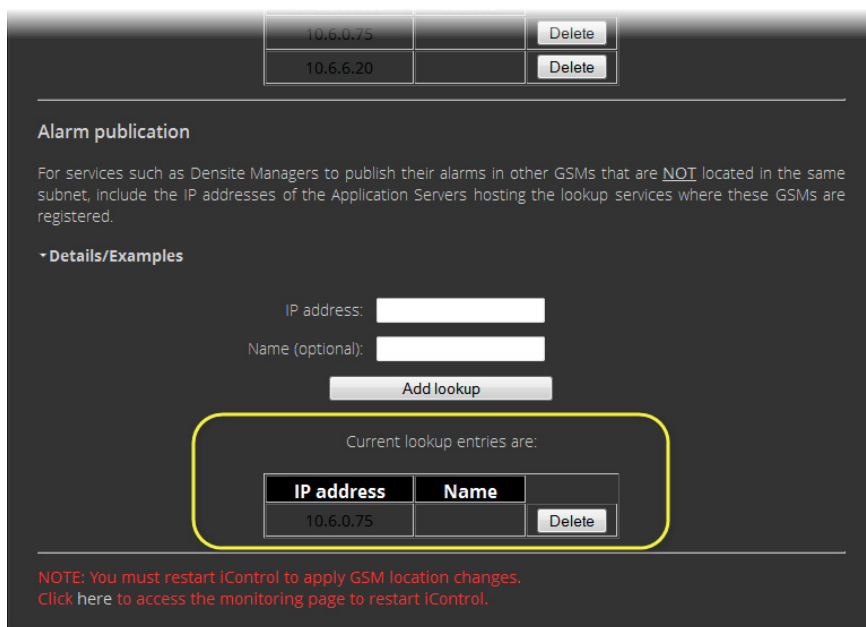 10.6.0.75 Delete
10.6.6.20 Delete
Alarm publication
For services such as Densite Managers to publish their alarms in other GSMs that are NOT located in the same
subnet, include the IP addresses of the Application Servers hosting the lookup services where these GSMs are
registered.
Details/Examples
IP address:
Name (optional):
Add lookup
Current lookup entries are:
IP address Name
10.6.0.75 Delete
NOTE: You must restart iControl to apply GSM location changes.
Click here to access the monitoring page to restart iControl.